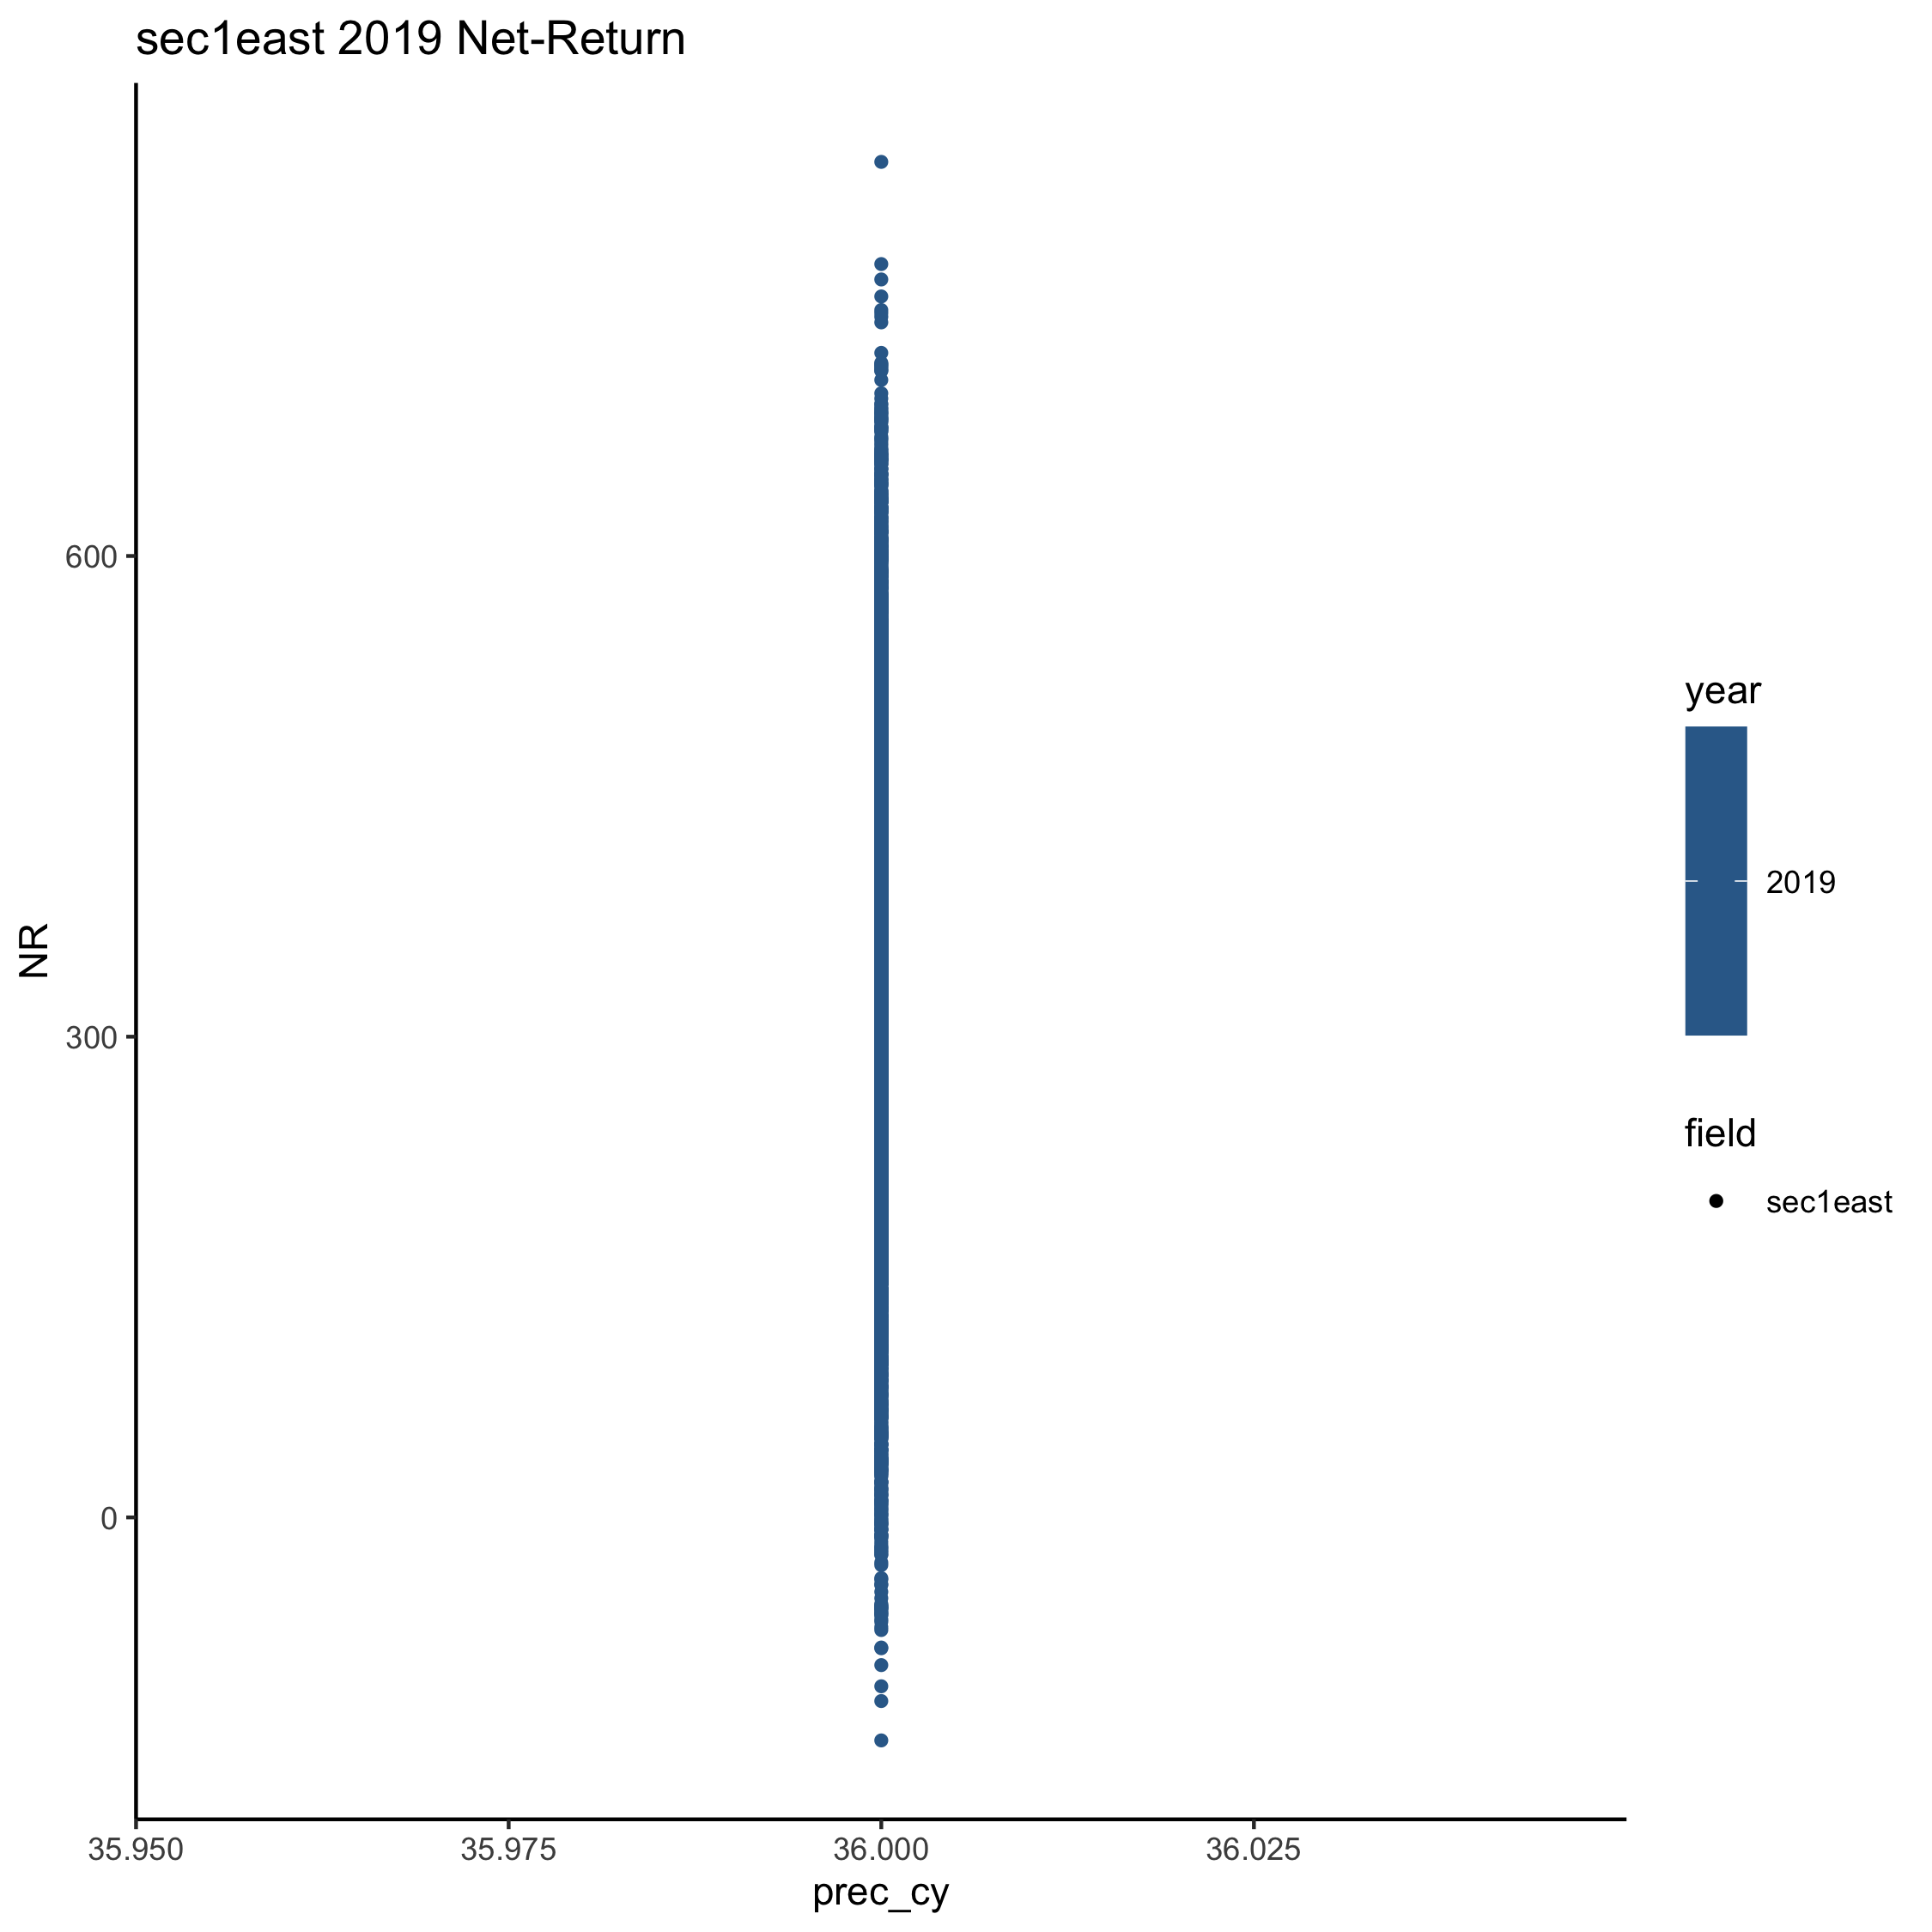 sec1east 2019 Net-Return
NR
600
300
0
35.950
35.975
36.000
36.025
prec_cy
year
2019
field
sec1east